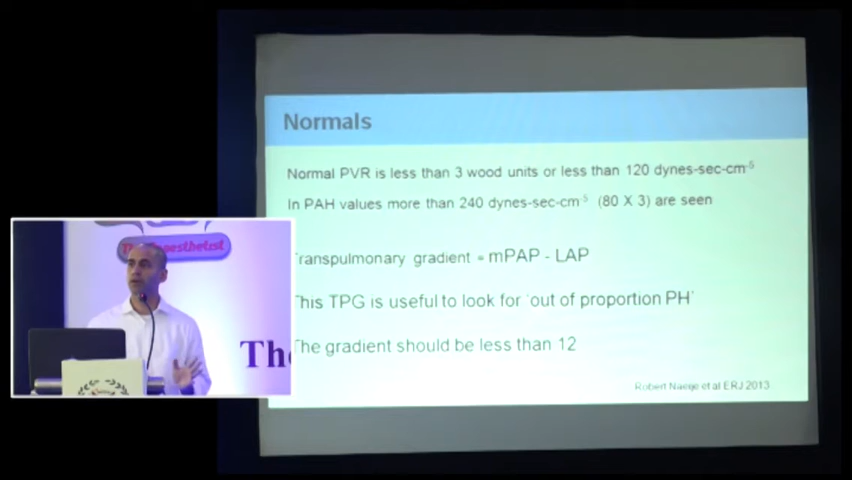 Normals
Normal PVR is less than 3 wood units or less than 120 dynes-sec-cm-5
In PAH values more than 240 dynes-sec-cm-5 (80 X 3) are seen
Transpulmonary gradient = mPAP - LAP
This TPG is useful to look for 'out of proportion PH'
The gradient should be less than 12
Robert Naeije et al ERJ 2013
The Anaesthetist
The